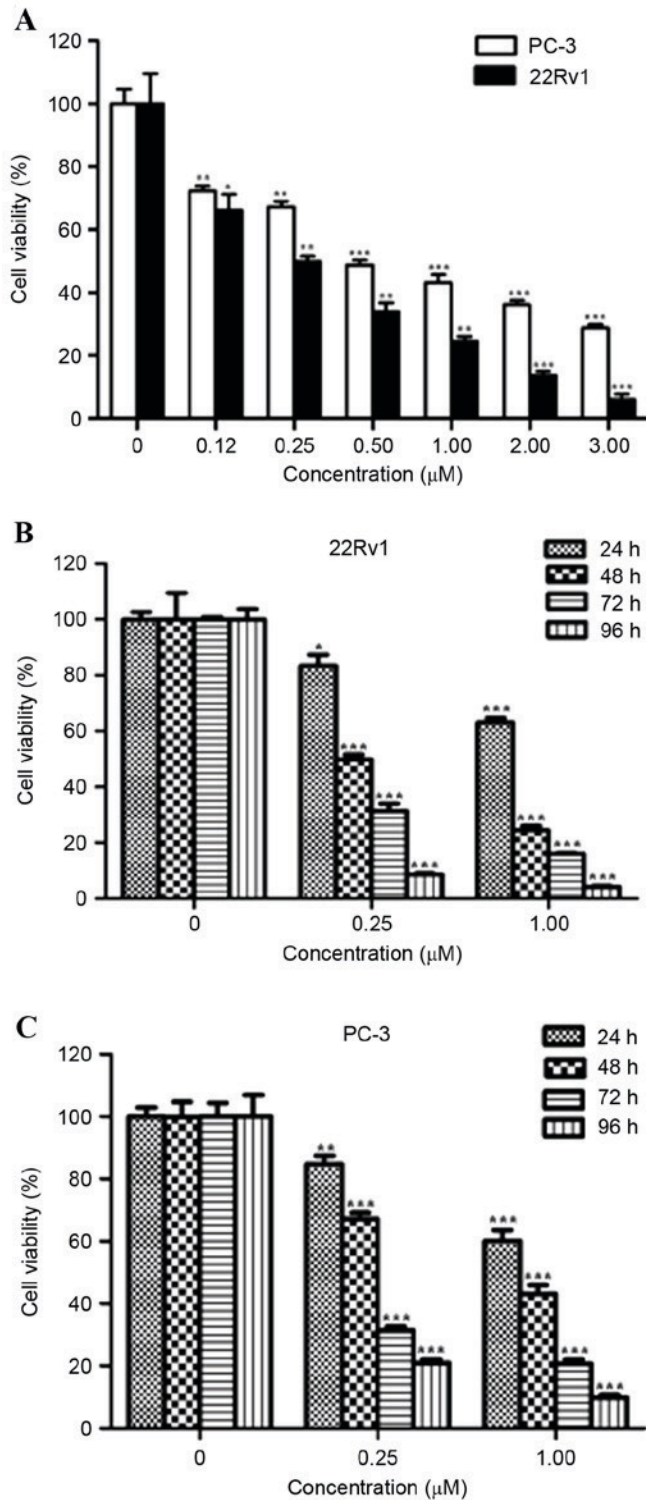 A
120
100
80
60
40
20
0
Cell viability (%)
PC-3
22Rv1
** * ** ** *** ** *** ** *** *** *** ***
0 0.12 0.25 0.50 1.00 2.00 3.00
Concentration (μM)
B
22Rv1
120
100
80
60
40
20
0
Cell viability (%)
24 h
48 h
72 h
96 h
* *** *** *** *** *** *** ***
0 0.25 1.00
Concentration (μM)
C
PC-3
120
100
80
60
40
20
0
Cell viability (%)
24 h
48 h
72 h
96 h
** *** *** *** *** *** *** ***
0 0.25 1.00
Concentration (μM)